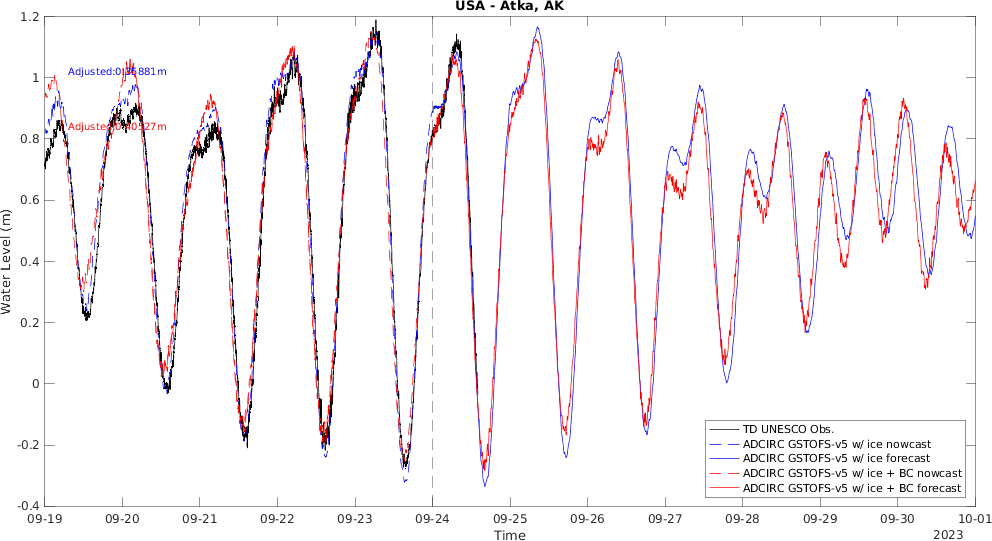 USA - Atka, AK
1.2
1
0.8
0.6
0.4
0.2
0
-0.2
-0.4
Water Level (m)
Adjusted:
Adjusted:
09-19 09-20 09-21 09-22 09-23 09-24 09-25 09-26 09-27 09-28 09-29 09-30 10-01
Time
2023
TD UNESCO Obs.
ADCIRC GSTOFS-v5 w/ ice nowcast
ADCIRC GSTOFS-v5 w/ ice forecast
ADCIRC GSTOFS-v5 w/ ice + BC nowcast
ADCIRC GSTOFS-v5 w/ ice + BC forecast